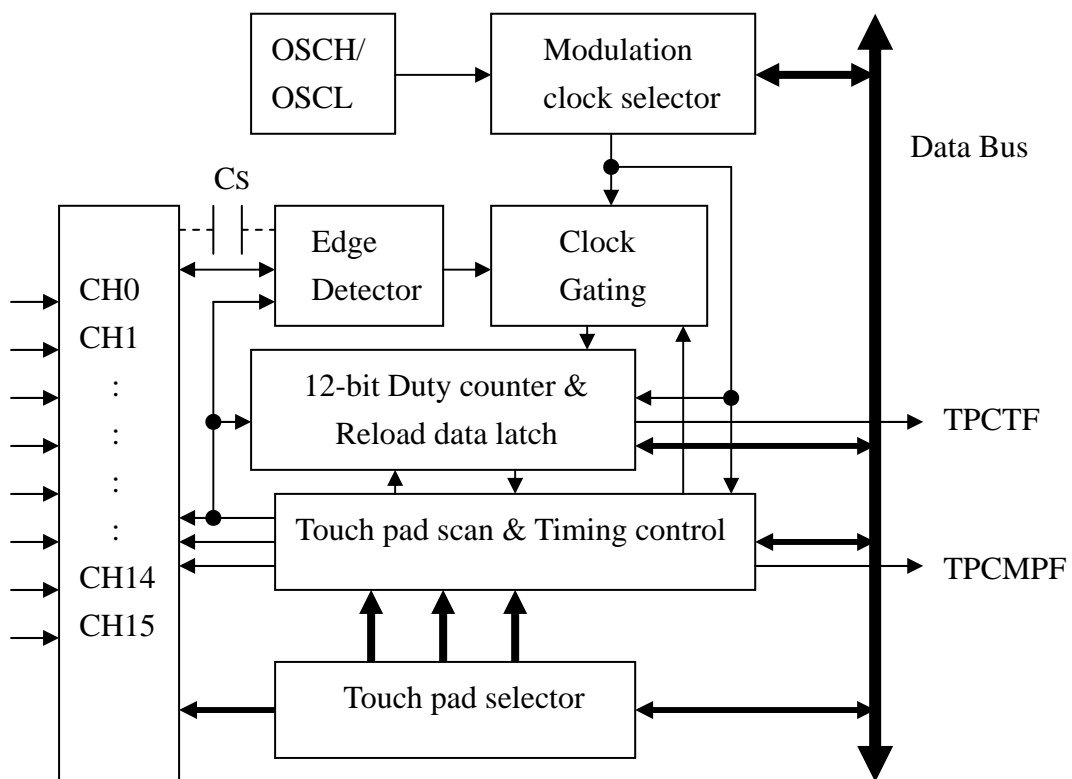 OSCH/
OSCL
Modulation
clock selector
Data Bus
Cs
Edge
Detector
Clock
Gating
CH0
CH1
:
:
:
:
CH14
CH15
12-bit Duty counter &
Reload data latch
TPCTF
Touch pad scan & Timing control
TPCMPF
Touch pad selector